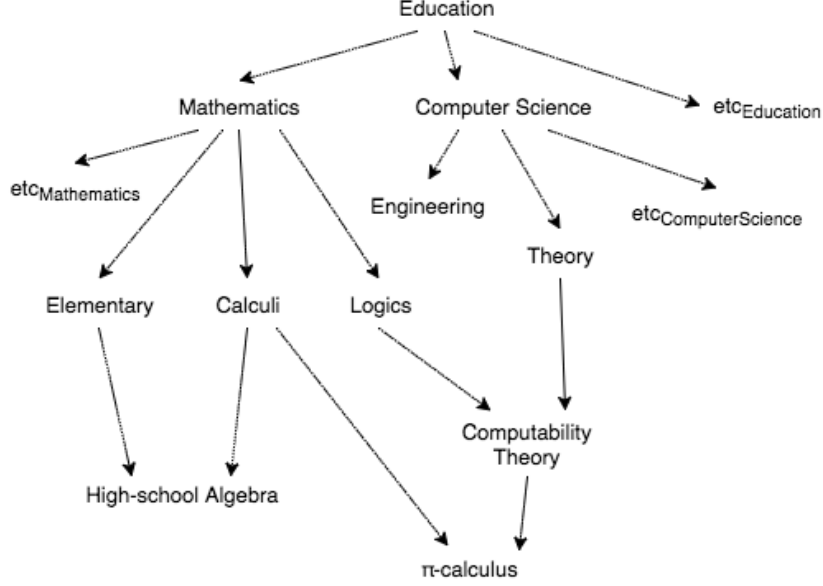 Education
Mathematics
Computer Science
etcEducation
etcMathematics
Engineering
etcComputerScience
Theory
Elementary
Calculi
Logics
Computability
Theory
High-school Algebra
π-calculus